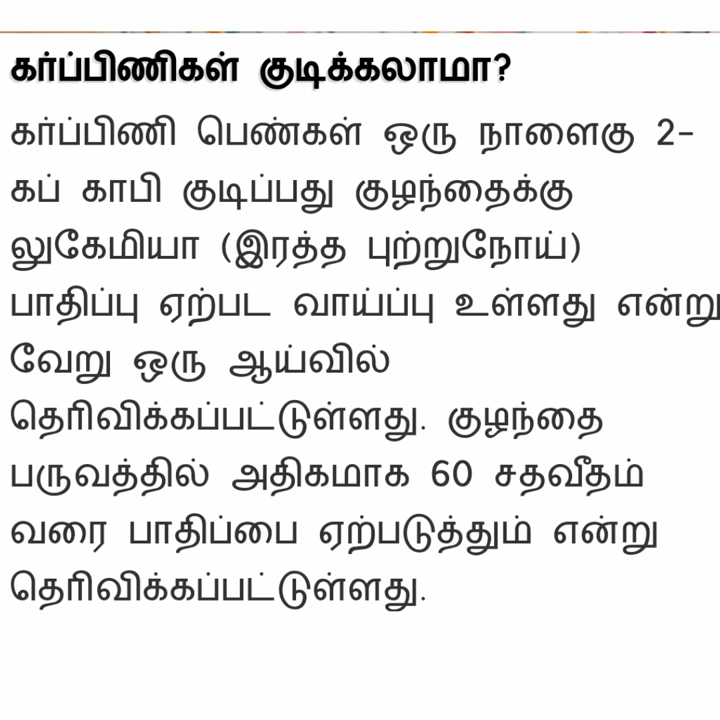 கர்ப்பிணிகள் குடிக்கலாமா?
கர்ப்பிணி பெண்கள் ஒரு நாளைகு 2-
கப் காபி குடிப்பது குழந்தைக்கு
லுகேமியா (இரத்த புற்றுநோய்)
பாதிப்பு ஏற்பட வாய்ப்பு உள்ளது என்று
வேறு ஒரு ஆய்வில்
தெரிவிக்கப்பட்டுள்ளது. குழந்தை
பருவத்தில் அதிகமாக 60 சதவீதம்
வரை பாதிப்பை ஏற்படுத்தும் என்று
தெரிவிக்கப்பட்டுள்ளது.